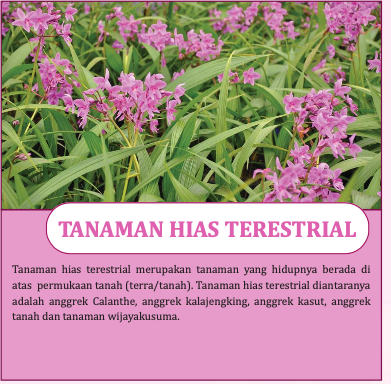 TANAMAN HIAS TERESTRIAL
Tanaman hias terestrial merupakan tanaman yang hidupnya berada di
atas permukaan tanah (terra/tanah). Tanaman hias terestrial diantaranya
adalah anggrek Calanthe, anggrek kalajengking, anggrek kasut, anggrek
tanah dan tanaman wijayakusuma.